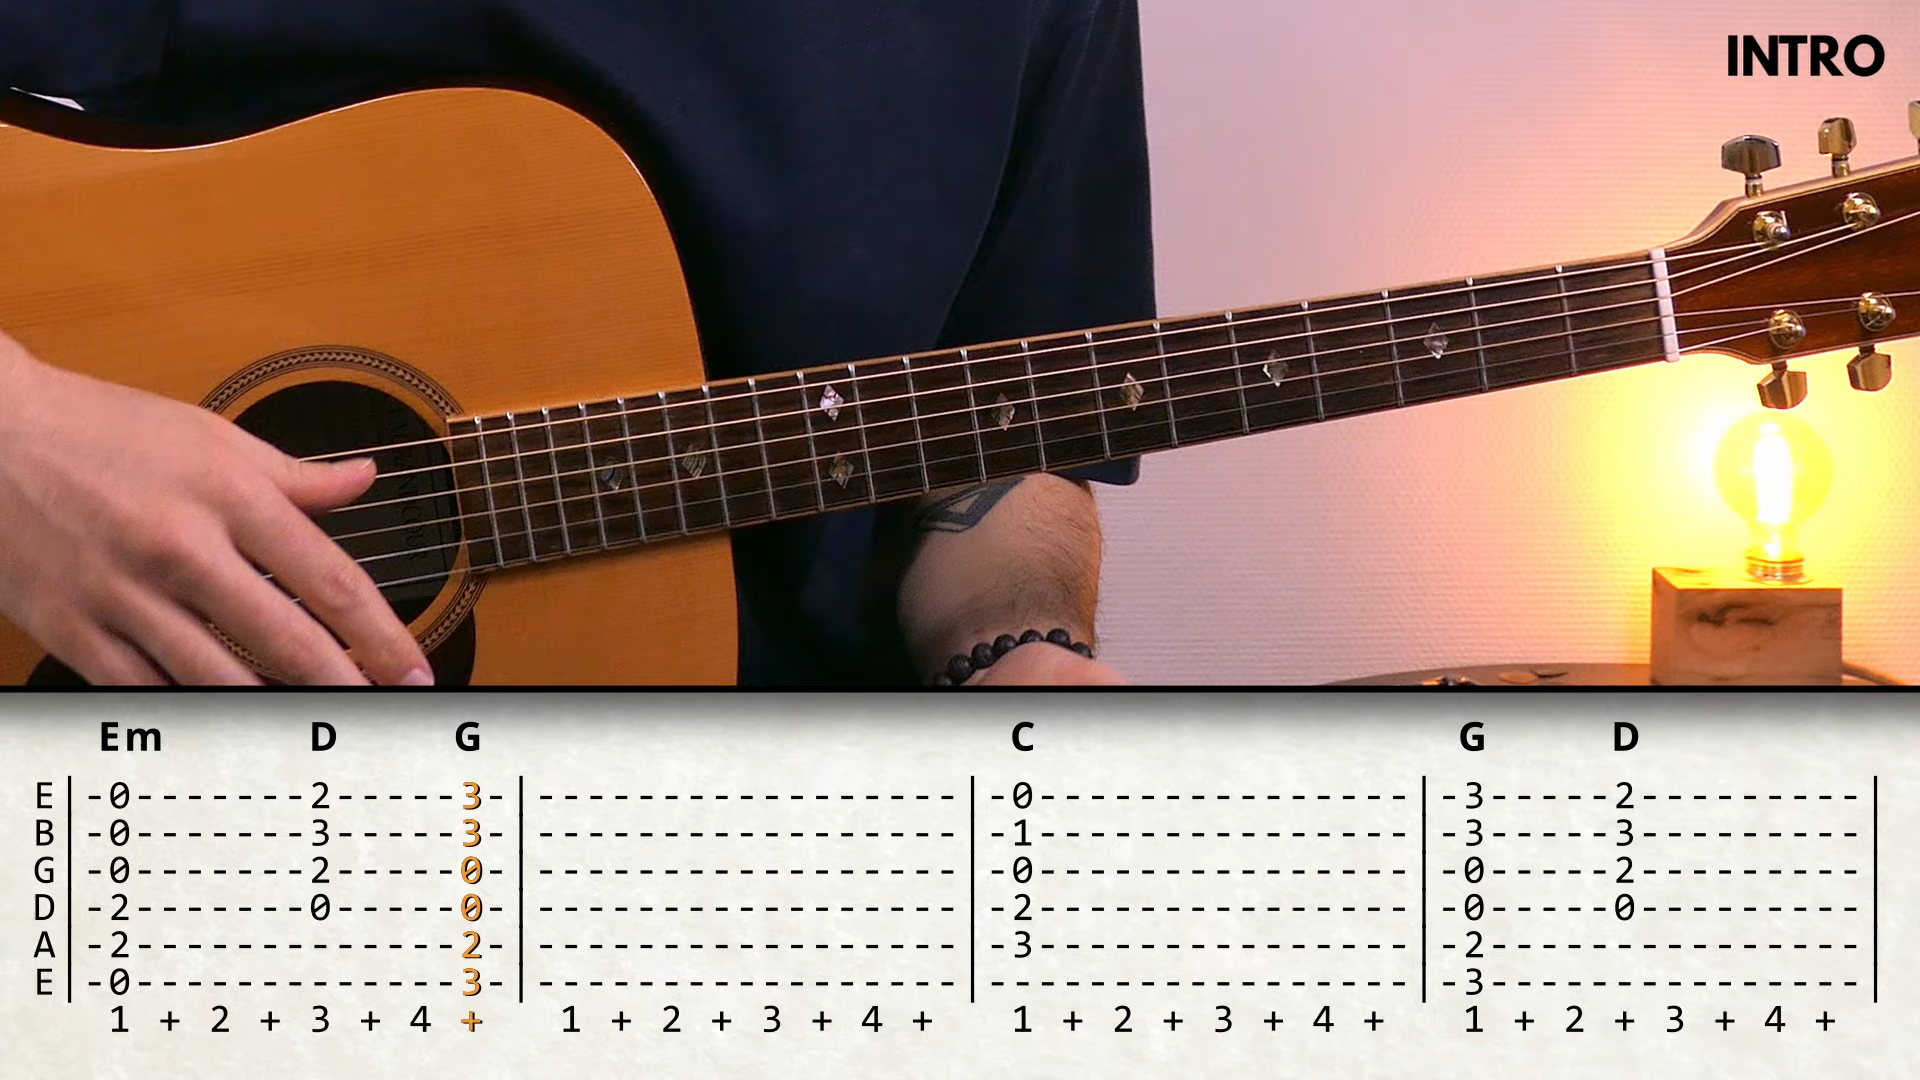 INTRO
Em D G C G D
E |-0-------2-----3-|-----------------|-0---------------|-3-----2---------|
B |-0-------3-----3-|-----------------|-1---------------|-3-----3---------|
G |-0-------2-----0-|-----------------|-0---------------|-0-----2---------|
D |-2-------0-----0-|-----------------|-2---------------|-0-----0---------|
A |-2-------------2-|-----------------|-3---------------|-2---------------|
E |-0-------------3-|-----------------|-----------------|-3---------------|
1 + 2 + 3 + 4 + 1 + 2 + 3 + 4 + 1 + 2 + 3 + 4 + 1 + 2 + 3 + 4 +